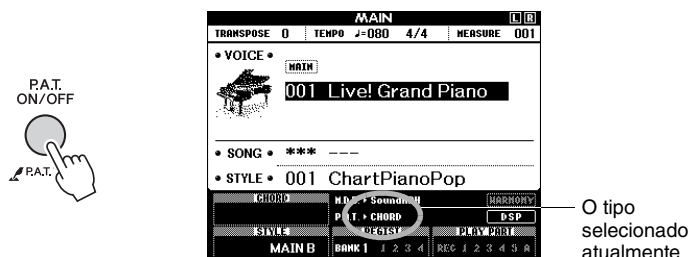 MAIN L R
TRANSPOSE 0 TEMPO ♩=080 4/4 MEASURE 001
P.A.T.
ON/OFF
P.A.T.
• VOICE •
MAIN
001 Live! Grand Piano
• SONG • *** ---
• STYLE • 001 ChartPianoPop
CHORD
HARMONY
P.A.T. ▸ CHORD DSP
STYLE REGIST PLAY PART
MAIN B BANK 1 1 2 3 4 REC 1 2 3 4 5 A
O tipo
selecionado
atualmente